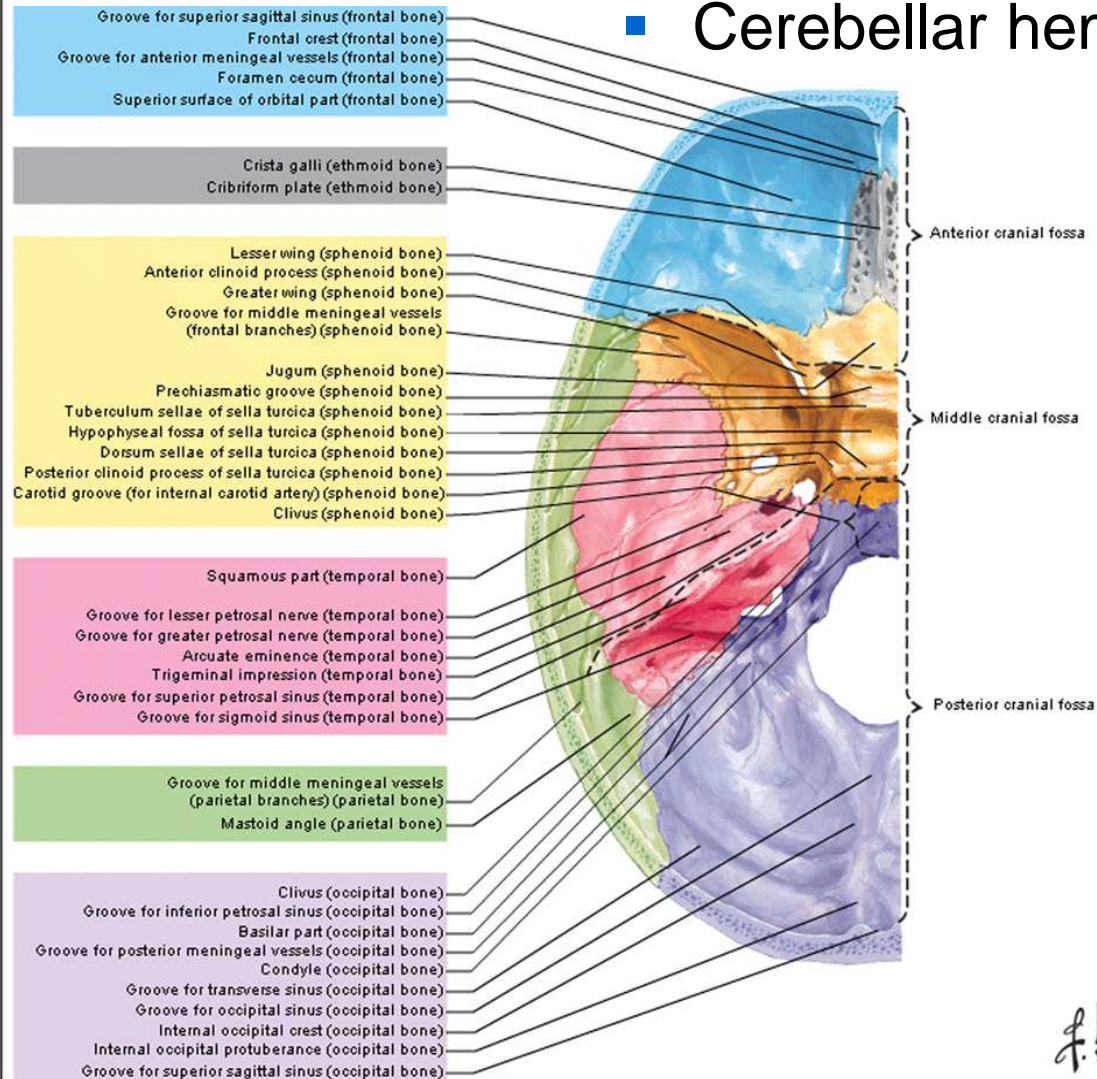 Groove for superior sagittal sinus (frontal bone)
Frontal crest (frontal bone)
Groove for anterior meningeal vessels (frontal bone)
Foramen cecum (frontal bone)
Superior surface of orbital part (frontal bone)
Crista galli (ethmoid bone)
Cribriform plate (ethmoid bone)
Lesser wing (sphenoid bone)
Anterior clinoid process (sphenoid bone)
Greater wing (sphenoid bone)
Groove for middle meningeal vessels
(frontal branches) (sphenoid bone)
Jugum (sphenoid bone)
Prechiasmatic groove (sphenoid bone)
Tuberculum sellae of sella turcica (sphenoid bone)
Hypophyseal fossa of sella turcica (sphenoid bone)
Dorsum sellae of sella turcica (sphenoid bone)
Posterior clinoid process of sella turcica (sphenoid bone)
Carotid groove (for internal carotid artery) (sphenoid bone)
Clivus (sphenoid bone)
Squamous part (temporal bone)
Groove for lesser petrosal nerve (temporal bone)
Groove for greater petrosal nerve (temporal bone)
Arcuate eminence (temporal bone)
Trigeminal impression (temporal bone)
Groove for superior petrosal sinus (temporal bone)
Groove for sigmoid sinus (temporal bone)
Groove for middle meningeal vessels
(parietal branches) (parietal bone)
Mastoid angle (parietal bone)
Clivus (occipital bone)
Groove for inferior petrosal sinus (occipital bone)
Basilar part (occipital bone)
Groove for posterior meningeal vessels (occipital bone)
Condyle (occipital bone)
Groove for transverse sinus (occipital bone)
Groove for occipital sinus (occipital bone)
Internal occipital crest (occipital bone)
Internal occipital protuberance (occipital bone)
Groove for superior sagittal sinus (occipital bone)
▪ Cerebellar her
Anterior cranial fossa
Middle cranial fossa
Posterior cranial fossa